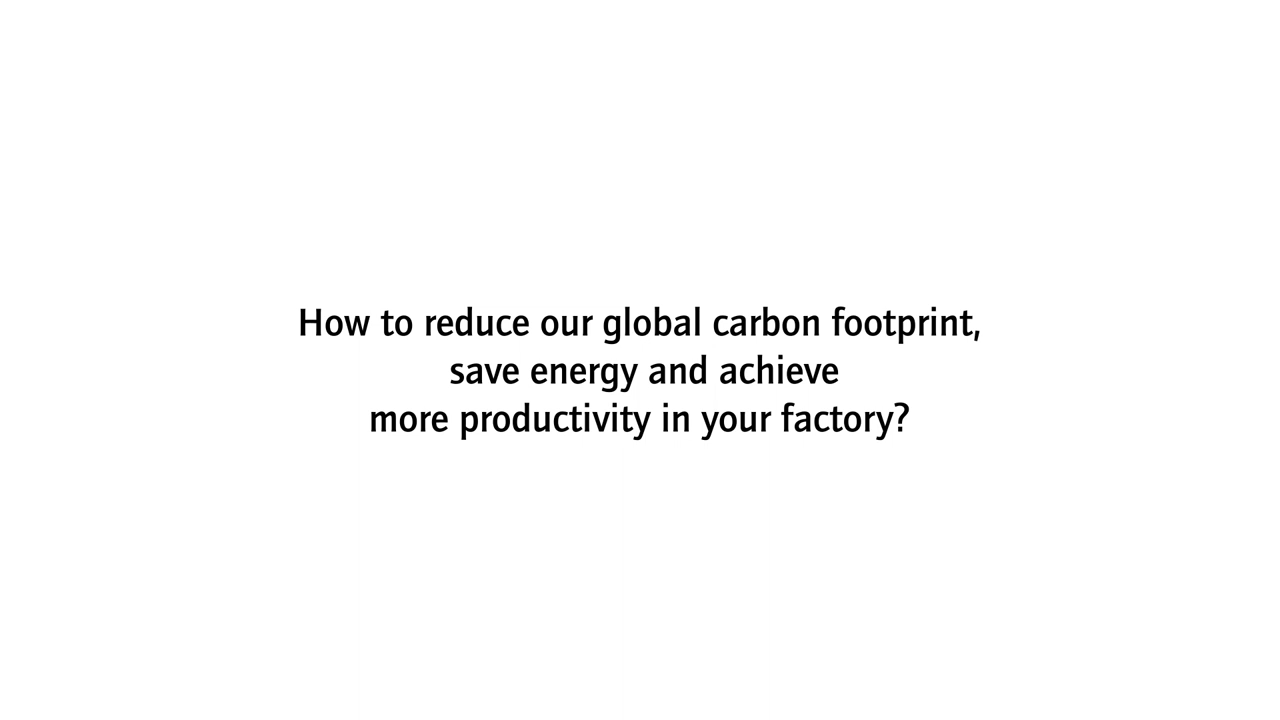 How to reduce our global carbon footprint,
save energy and achieve
more productivity in your factory?